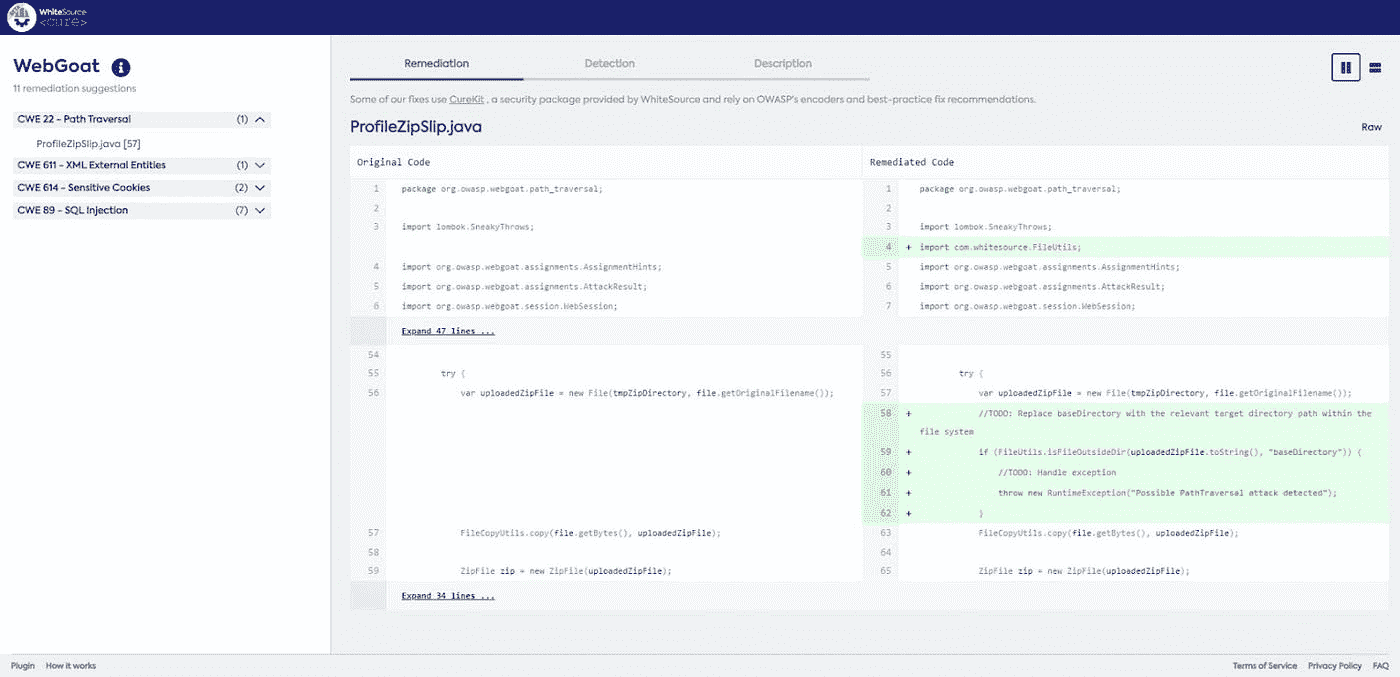 WhiteSource
<cure>
WebGoat i
11 remediation suggestions
CWE 22 - Path Traversal (1)
ProfileZipSlip.java [57]
CWE 611 - XML External Entities (1)
CWE 614 - Sensitive Cookies (2)
CWE 89 - SQL Injection (7)
Remediation Detection Description
Some of our fixes use CureKit , a security package provided by WhiteSource and rely on OWASP's encoders and best-practice fix recommendations.
ProfileZipSlip.java Raw
Original Code
1 package org.owasp.webgoat.path_traversal;
2
3 import lombok.SneakyThrows;
4 import org.owasp.webgoat.assignments.AssignmentHints;
5 import org.owasp.webgoat.assignments.AttackResult;
6 import org.owasp.webgoat.session.WebSession;
Expand 47 lines ...
54
55 try {
56 var uploadedZipFile = new File(tmpZipDirectory, file.getOriginalFilename());
57 FileCopyUtils.copy(file.getBytes(), uploadedZipFile);
58
59 ZipFile zip = new ZipFile(uploadedZipFile);
Expand 34 lines ...
Remediated Code
1 package org.owasp.webgoat.path_traversal;
2
3 import lombok.SneakyThrows;
4 + import com.whitesource.FileUtils;
5 import org.owasp.webgoat.assignments.AssignmentHints;
6 import org.owasp.webgoat.assignments.AttackResult;
7 import org.owasp.webgoat.session.WebSession;
55
56 try {
57 var uploadedZipFile = new File(tmpZipDirectory, file.getOriginalFilename());
58 + //TODO: Replace baseDirectory with the relevant target directory path within the
file system
59 + if (FileUtils.isFileOutsideDir(uploadedZipFile.toString(), "baseDirectory")) {
60 + //TODO: Handle exception
61 + throw new RuntimeException("Possible PathTraversal attack detected");
62 + }
63 FileCopyUtils.copy(file.getBytes(), uploadedZipFile);
64
65 ZipFile zip = new ZipFile(uploadedZipFile);
Plugin How it works
Terms of Service Privacy Policy FAQ